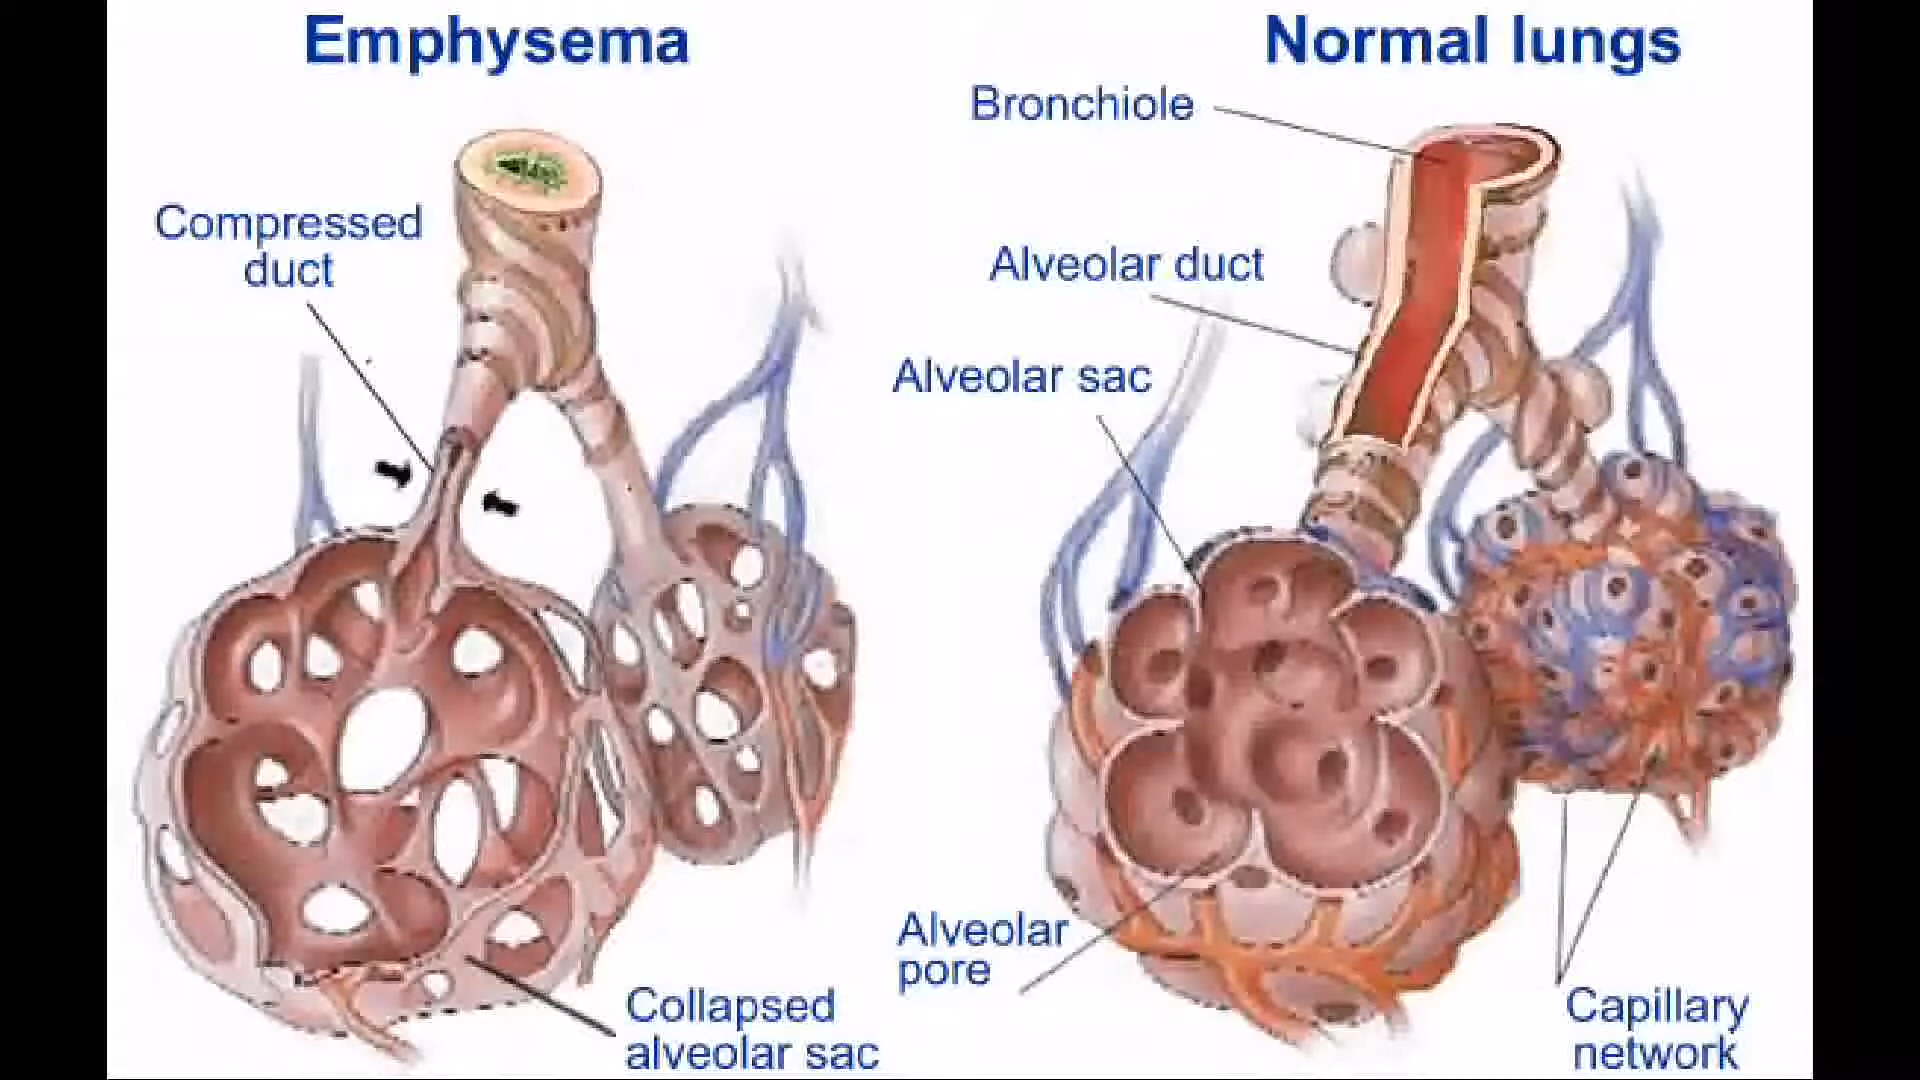 Emphysema
Normal lungs
Bronchiole
Compressed
duct
Alveolar duct
Alveolar sac
Alveolar
pore
Collapsed
alveolar sac
Capillary
network